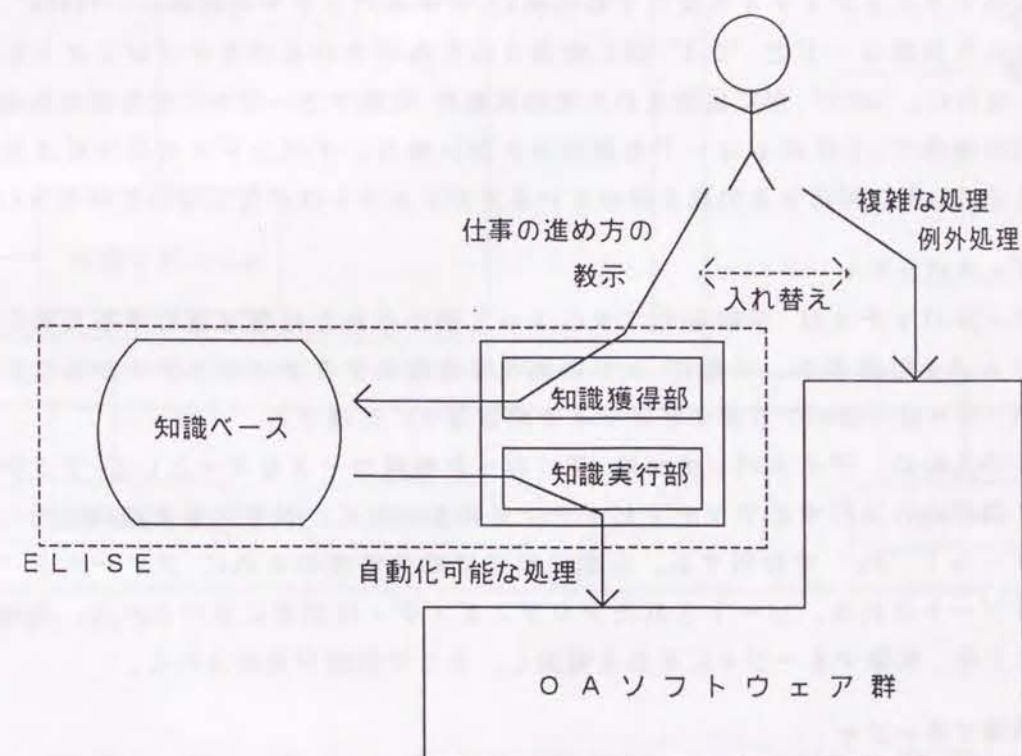 複雑な処理
例外処理
仕事の進め方の
教示
入れ替え
知識獲得部
知識ベース
知識実行部
ELISE
自動化可能な処理
OAソフトウェア群